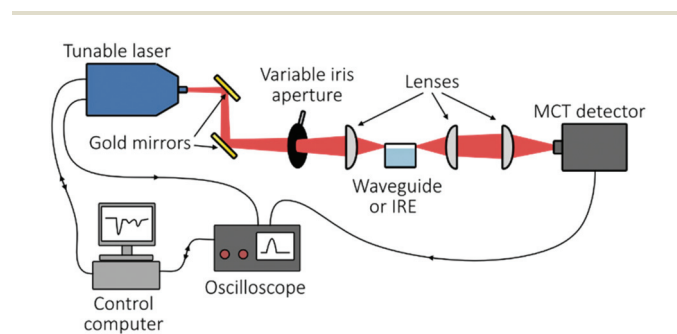 Tunable laser
Variable iris
aperture
Lenses
MCT detector
Gold mirrors
Waveguide
or IRE
Oscilloscope
Control
computer